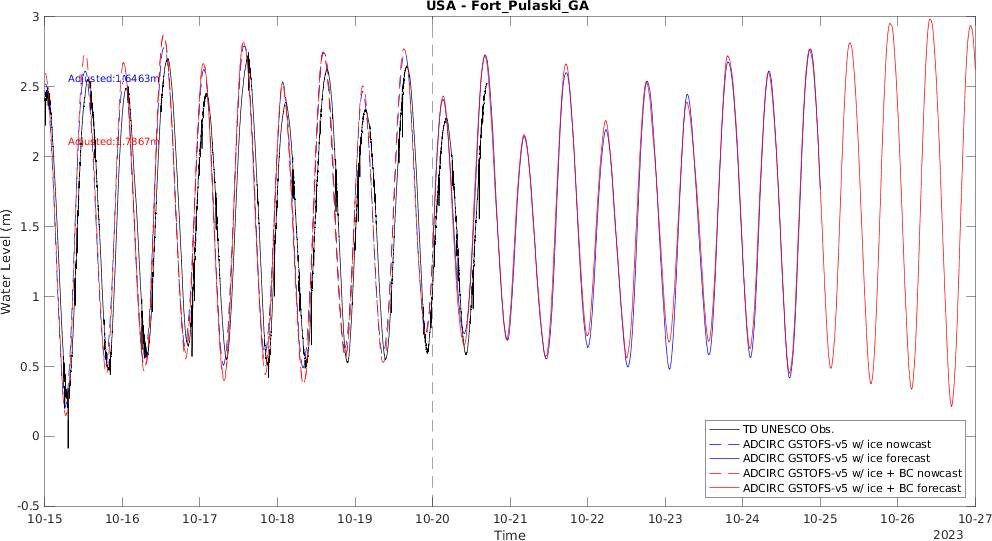 USA - Fort_Pulaski_GA
3
2.5
2
1.5
1
0.5
0
-0.5
Water Level (m)
Adjusted:1.6463m
Adjusted:1.7367m
TD UNESCO Obs.
ADCIRC GSTOFS-v5 w/ ice nowcast
ADCIRC GSTOFS-v5 w/ ice forecast
ADCIRC GSTOFS-v5 w/ ice + BC nowcast
ADCIRC GSTOFS-v5 w/ ice + BC forecast
10-15 10-16 10-17 10-18 10-19 10-20 10-21 10-22 10-23 10-24 10-25 10-26 10-27
Time
2023